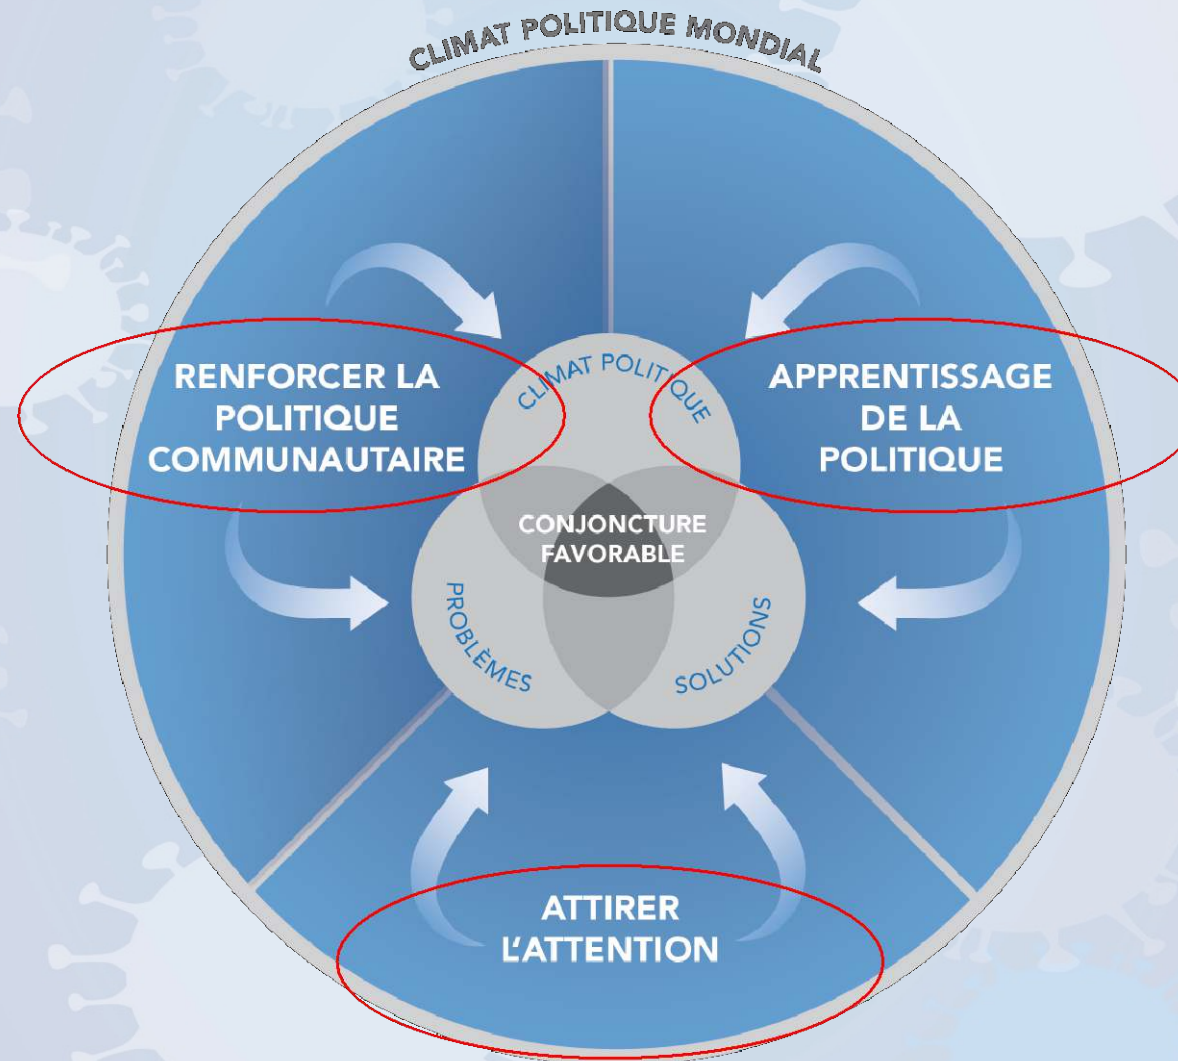 CLIMAT POLITIQUE MONDIAL
RENFORCER LA
POLITIQUE
COMMUNAUTAIRE
APPRENTISSAGE
DE LA
POLITIQUE
CLIMAT POLITIQUE
CONJONCTURE
FAVORABLE
PROBLÈMES
SOLUTIONS
ATTIRER
L'ATTENTION